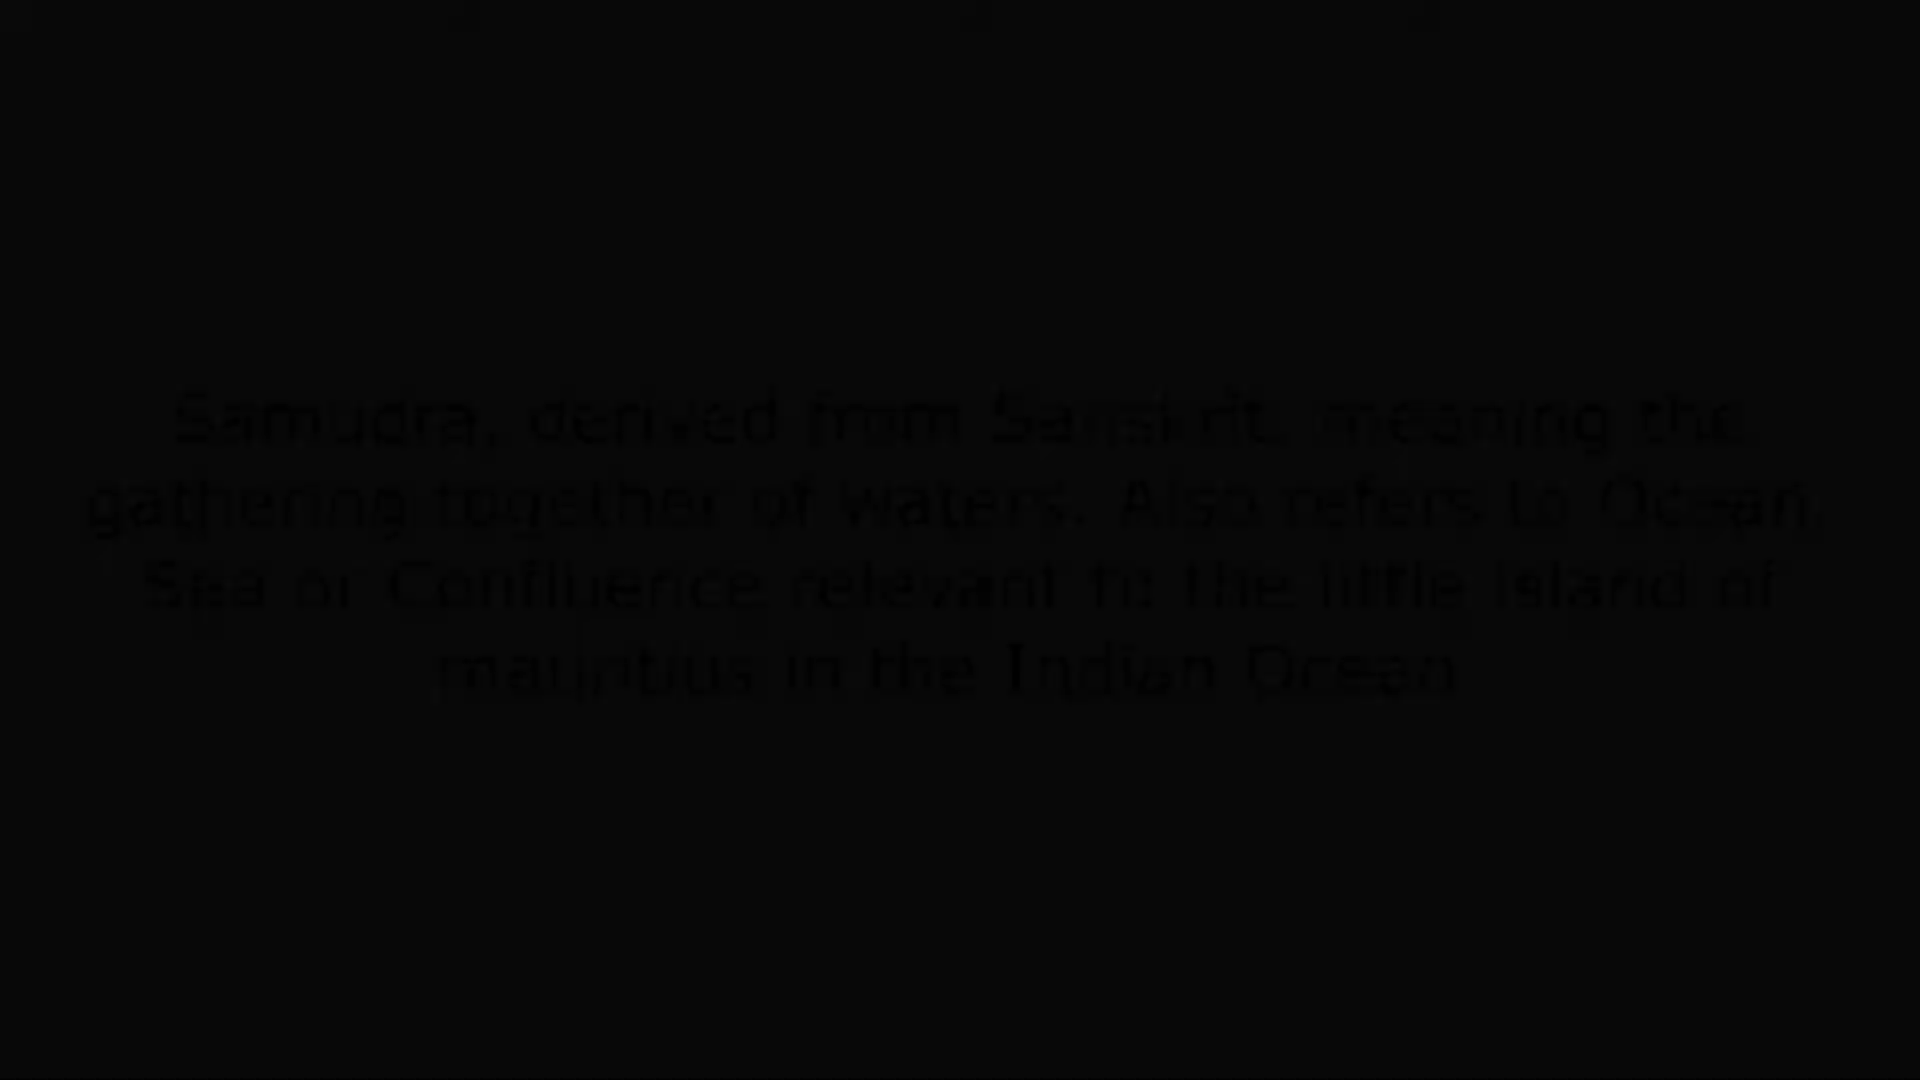 Samudra, derived from Sanskrit, meaning the
gathering together of waters. Also refers to Ocean,
Sea or Confluence relevant to the little island of
mauritius in the Indian Ocean